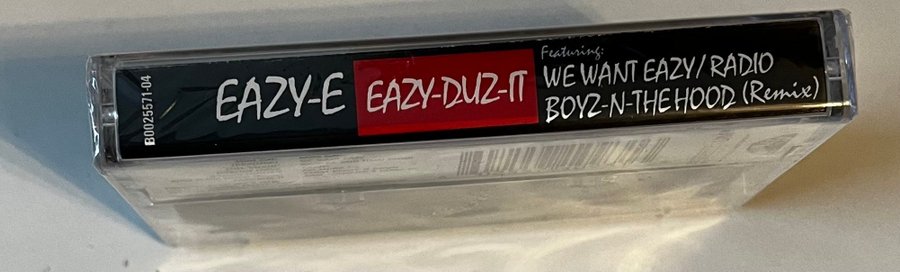 B0025571-04
EAZY-E
EAZY-DUZ-IT
Featuring:
WE WANT EAZY/RADIO
BOYZ-N-THE HOOD (Remix)